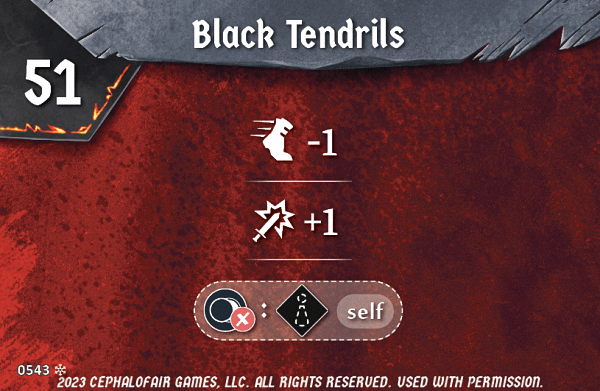 Black Tendrils
51
-1
+1
: self
0543
2023 CEPHALOFAIR GAMES, LLC. ALL RIGHTS RESERVED. USED WITH PERMISSION.